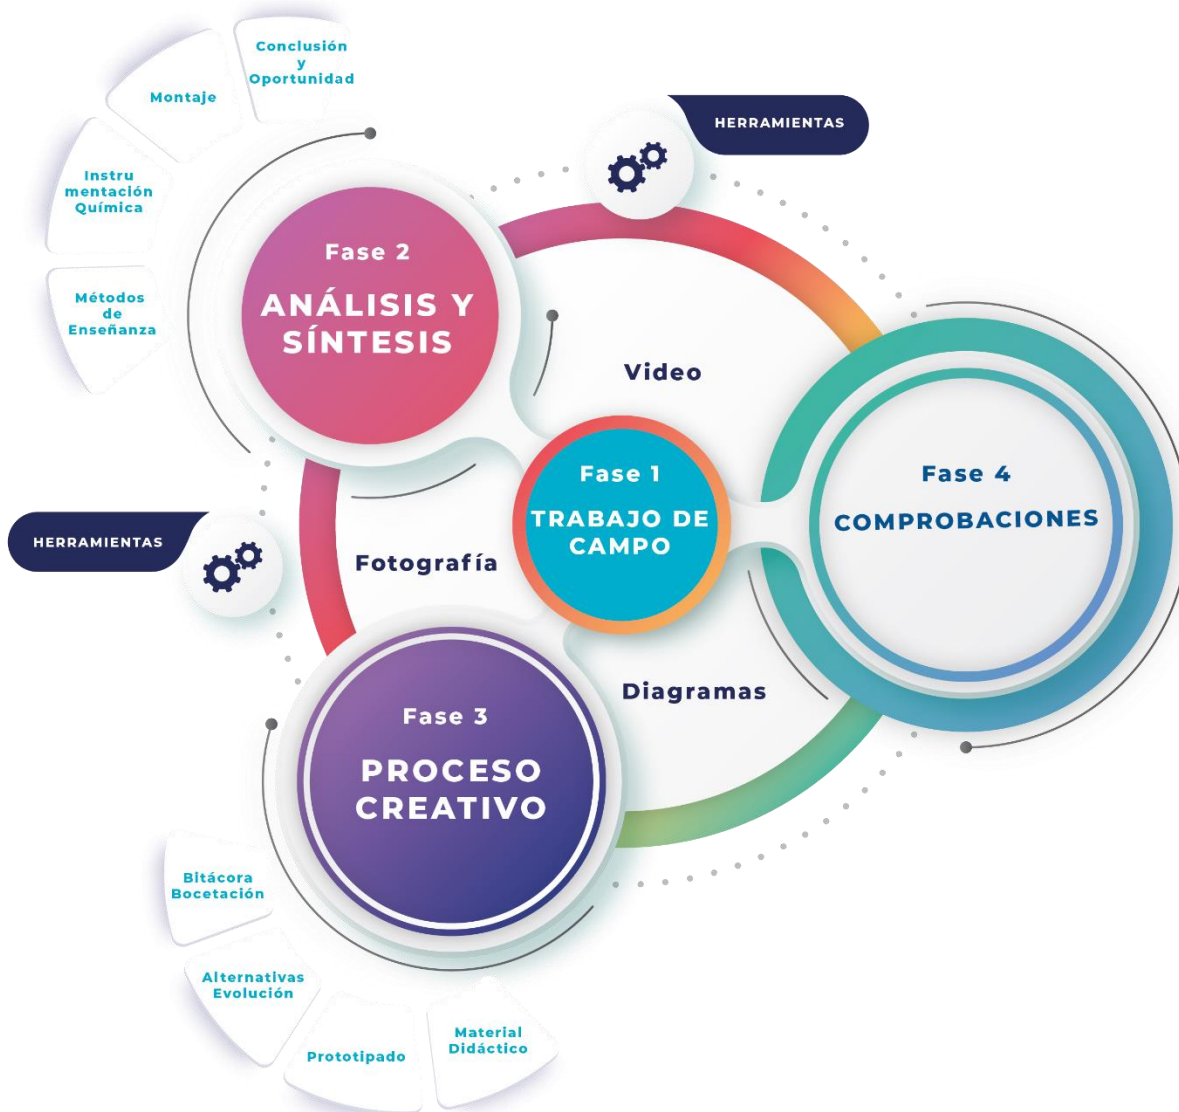 Conclusión
y
Oportunidad
Montaje
Instru
mentación
Química
Métodos
de
Enseñanza
HERRAMIENTAS
Fase 2
ANÁLISIS Y
SÍNTESIS
Video
Fase 1
TRABAJO DE
CAMPO
Fase 4
COMPROBACIONES
HERRAMIENTAS
Fotografía
Diagramas
Fase 3
PROCESO
CREATIVO
Bitácora
Bocetación
Alternativas
Evolución
Prototipado
Material
Didáctico